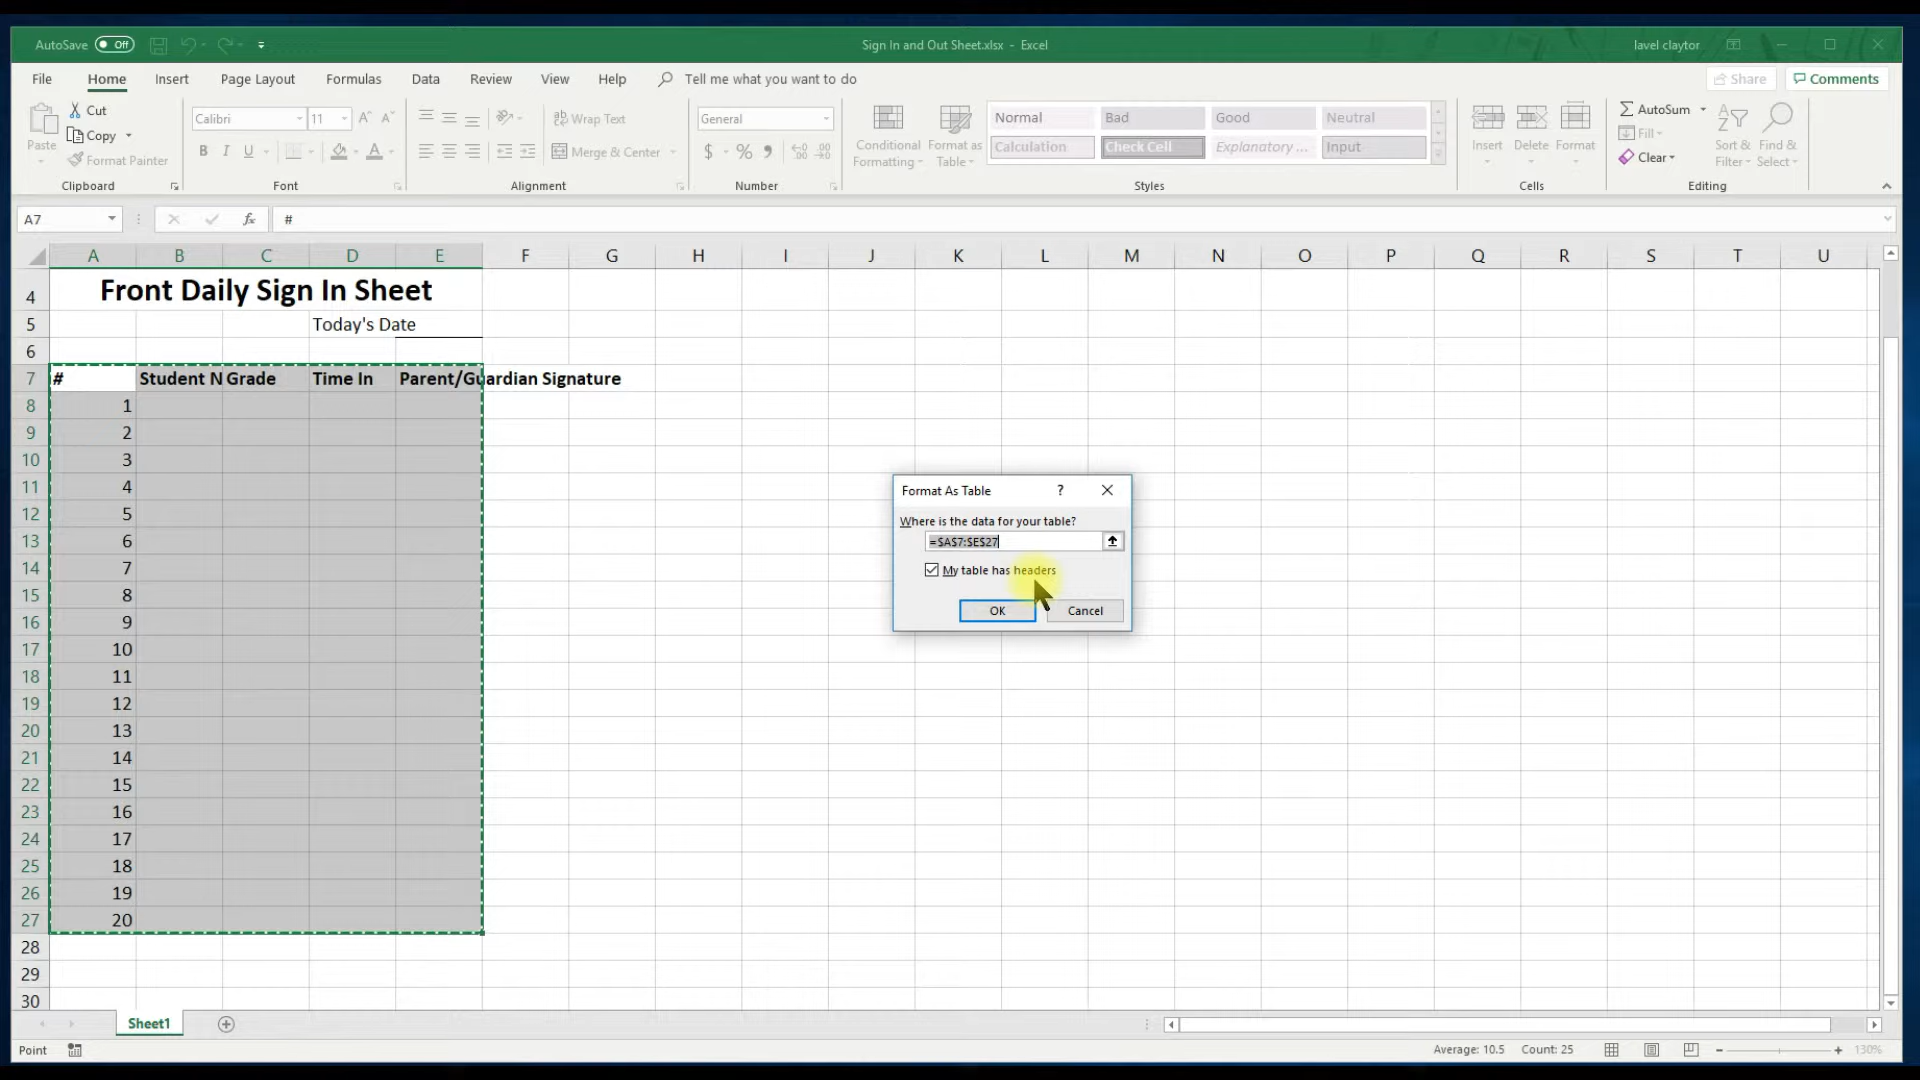 AutoSave Off Sign In and Out Sheet.xlsx - Excel lavel claytor
File Home Insert Page Layout Formulas Data Review View Help Tell me what you want to do Share Comments
Paste Cut Copy Format Painter Clipboard
Calibri 11 A A B I U A Font
Wrap Text Merge & Center Alignment
General $ % Number
Conditional Formatting Format as Table Normal Bad Good Neutral Calculation Check Cell Explanatory ... Input Styles
Insert Delete Format Cells
AutoSum Fill Clear Sort & Filter Find & Select Editing
A7 fx #
A B C D E F G H I J K L M N O P Q R S T U
4 Front Daily Sign In Sheet
5 Today's Date
6
7 # Student N Grade Time In Parent/Guardian Signature
8 1
9 2
10 3
11 4
12 5
13 6
14 7
15 8
16 9
17 10
18 11
19 12
20 13
21 14
22 15
23 16
24 17
25 18
26 19
27 20
28
29
30
Format As Table ?
Where is the data for your table?
=$A$7:$E$27
My table has headers
OK Cancel
Sheet1
Point Average: 10.5 Count: 25 130%